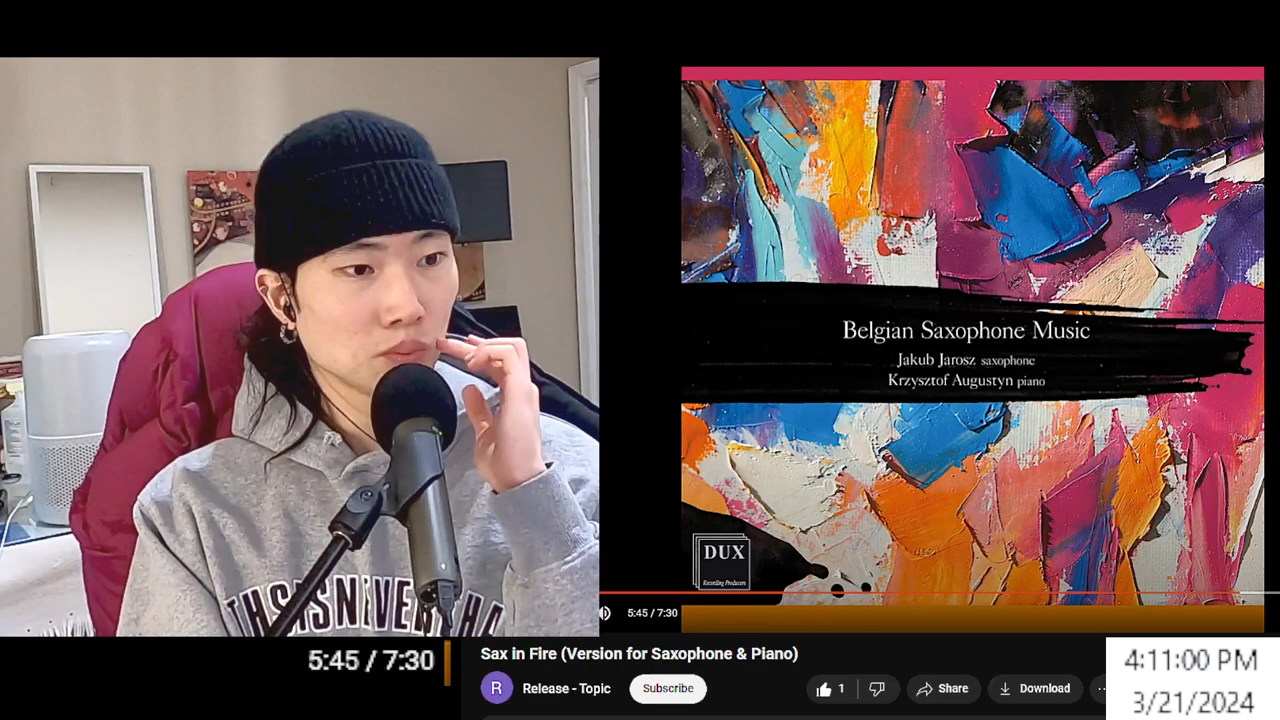 Belgian Saxophone Music
Jakub Jarosz saxophone
Krzysztof Augustyn piano
DUX
Recording Producers
5:45 / 7:30
5:45 / 7:30
Sax in Fire (Version for Saxophone & Piano)
R
Release - Topic
Subscribe
1
Share
Download
4:11:00 PM
3/21/2024